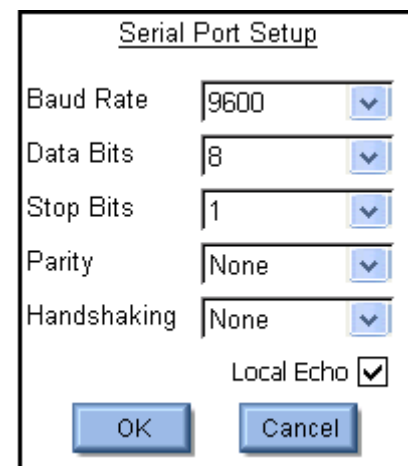 Serial Port Setup
Baud Rate 9600
Data Bits 8
Stop Bits 1
Parity None
Handshaking None
Local Echo
OK Cancel